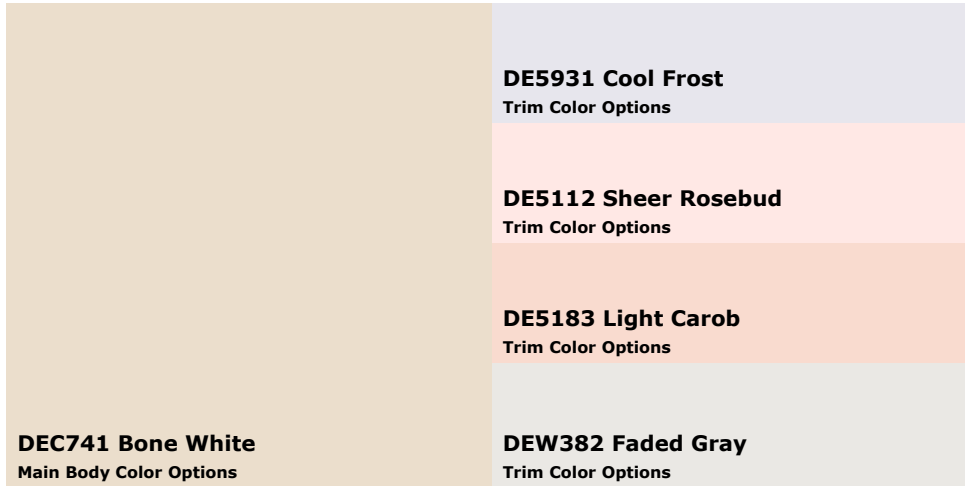 DEC741 Bone White
Main Body Color Options
DE5931 Cool Frost
Trim Color Options
DE5112 Sheer Rosebud
Trim Color Options
DE5183 Light Carob
Trim Color Options
DEW382 Faded Gray
Trim Color Options